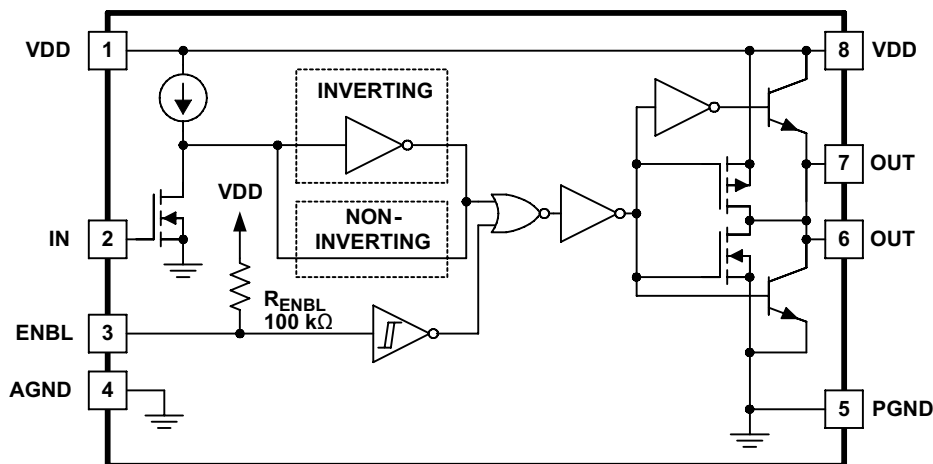 VDD 1
8 VDD
INVERTING
VDD
7 OUT
NON-
INVERTING
IN 2
6 OUT
RENBL
100 kΩ
ENBL 3
AGND 4
5 PGND